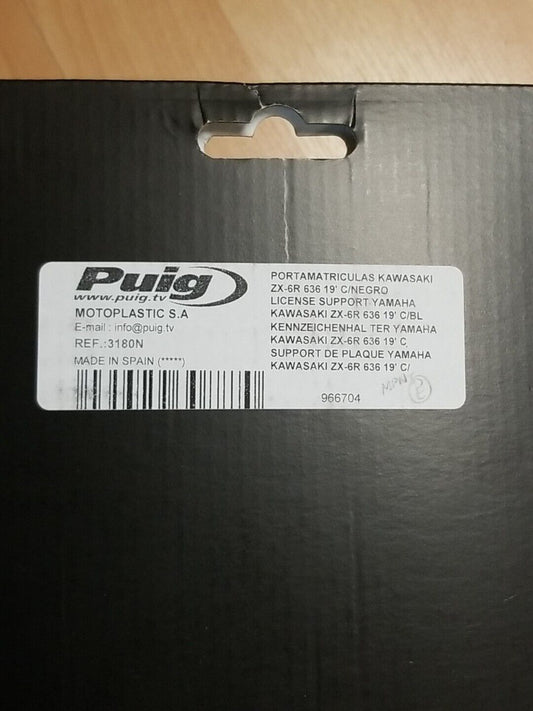 Puig
www.puig.tv
MOTOPLASTIC S.A
E-mail : info@puig.tv
REF.:3180N
MADE IN SPAIN (*****)
PORTAMATRICULAS KAWASAKI
ZX-6R 636 19' C/NEGRO
LICENSE SUPPORT YAMAHA
KAWASAKI ZX-6R 636 19' C/BL
KENNZEICHENHAL TER YAMAHA
KAWASAKI ZX-6R 636 19' C
SUPPORT DE PLAQUE YAMAHA
KAWASAKI ZX-6R 636 19' C/
966704